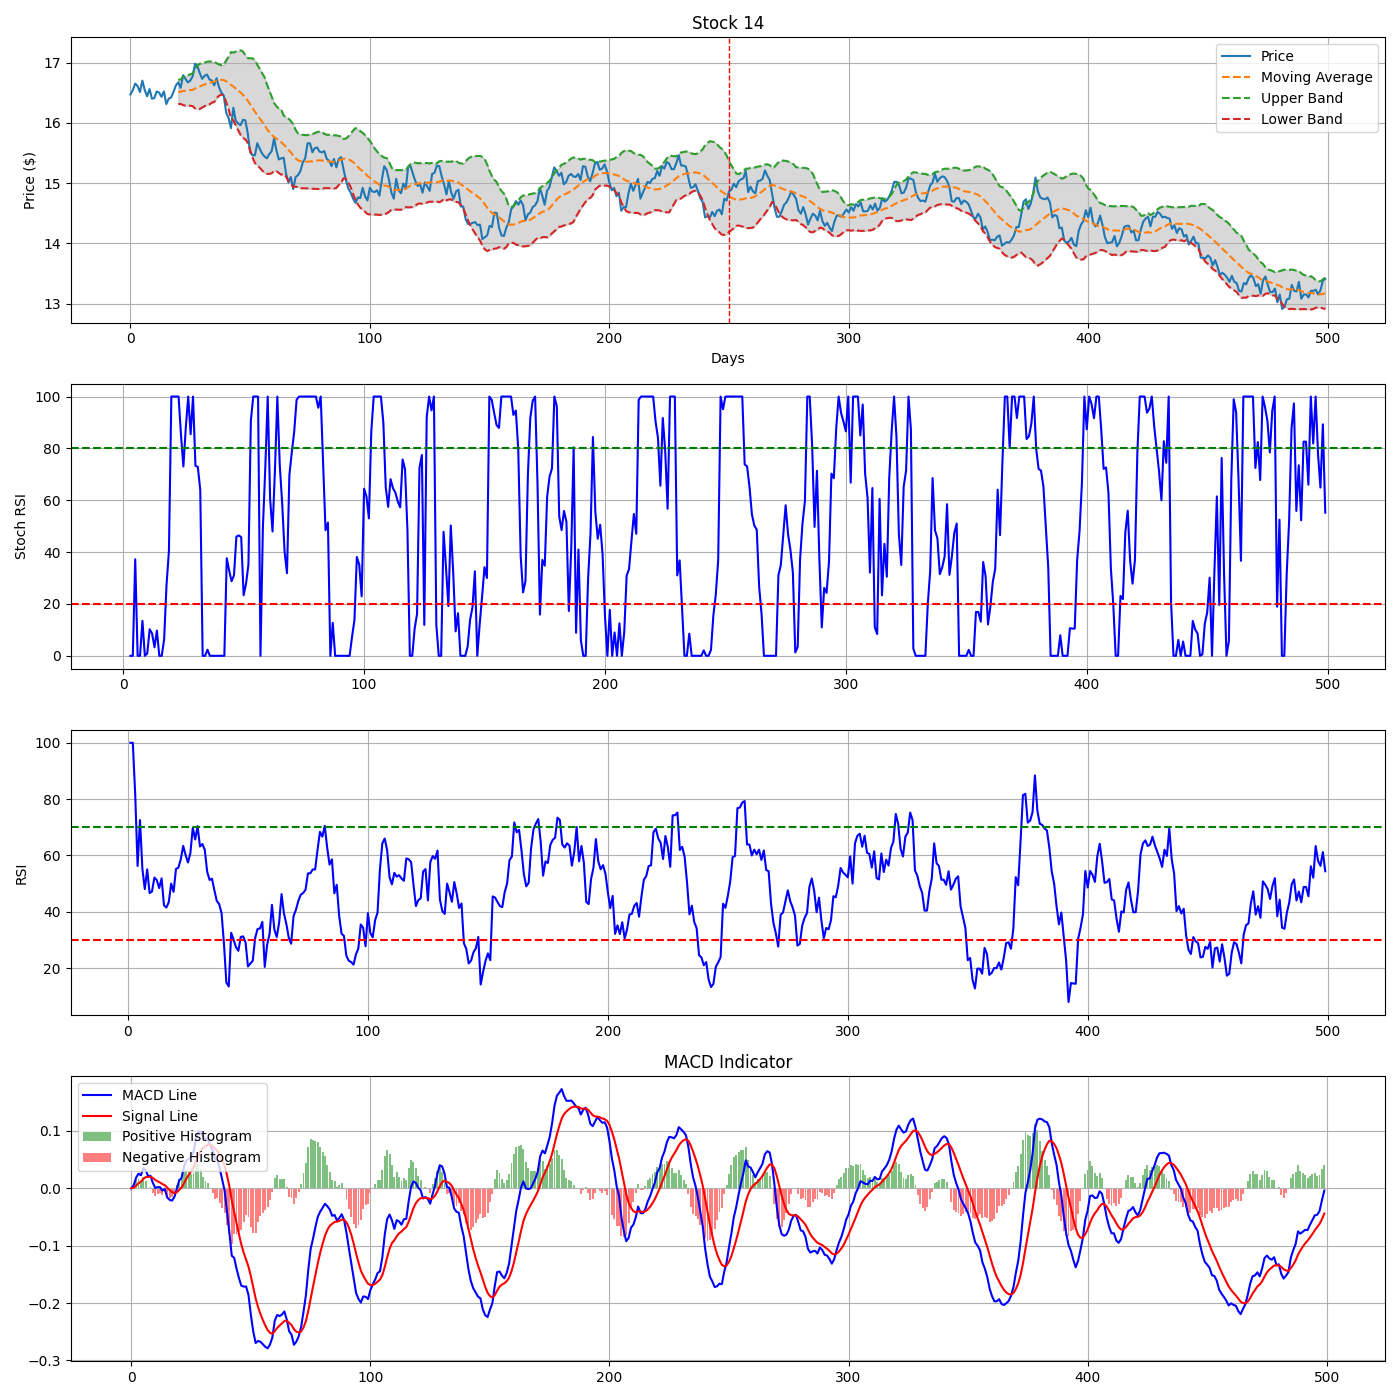 Stock 14
Price ($)
17
16
15
14
13
Price
Moving Average
Upper Band
Lower Band
0 100 200 300 400 500
Days
Stoch RSI
100
80
60
40
20
0
0 100 200 300 400 500
RSI
100
80
60
40
20
0 100 200 300 400 500
MACD Indicator
MACD Line
Signal Line
Positive Histogram
Negative Histogram
0.1
0.0
−0.1
−0.2
−0.3
0 100 200 300 400 500